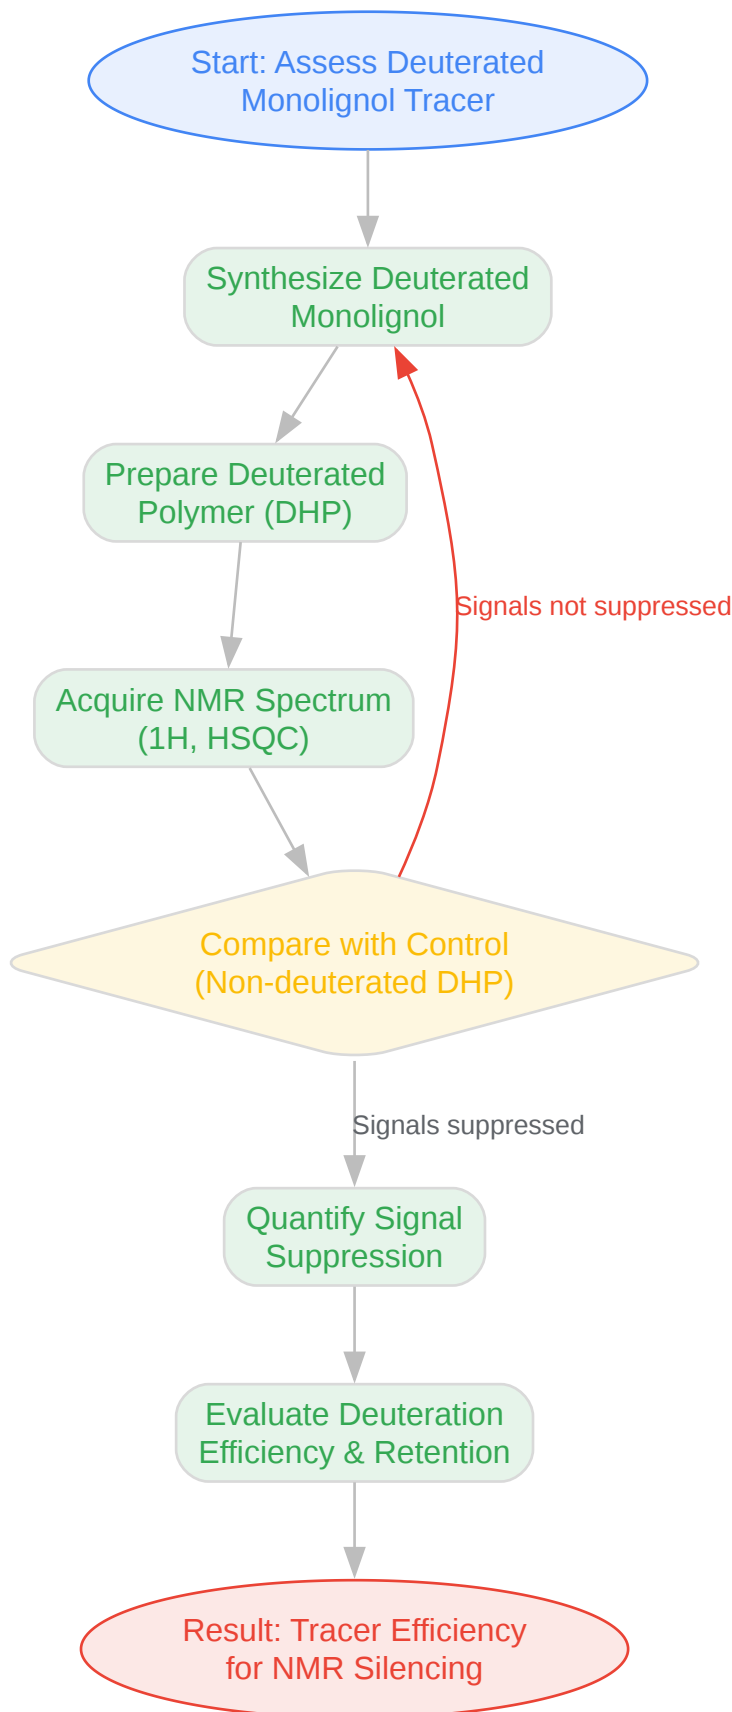 Start: Assess Deuterated
Monolignol Tracer
Synthesize Deuterated
Monolignol
Prepare Deuterated
Polymer (DHP)
Signals not suppressed
Acquire NMR Spectrum
(1H, HSQC)
Compare with Control
(Non-deuterated DHP)
Signals suppressed
Quantify Signal
Suppression
Evaluate Deuteration
Efficiency & Retention
Result: Tracer Efficiency
for NMR Silencing